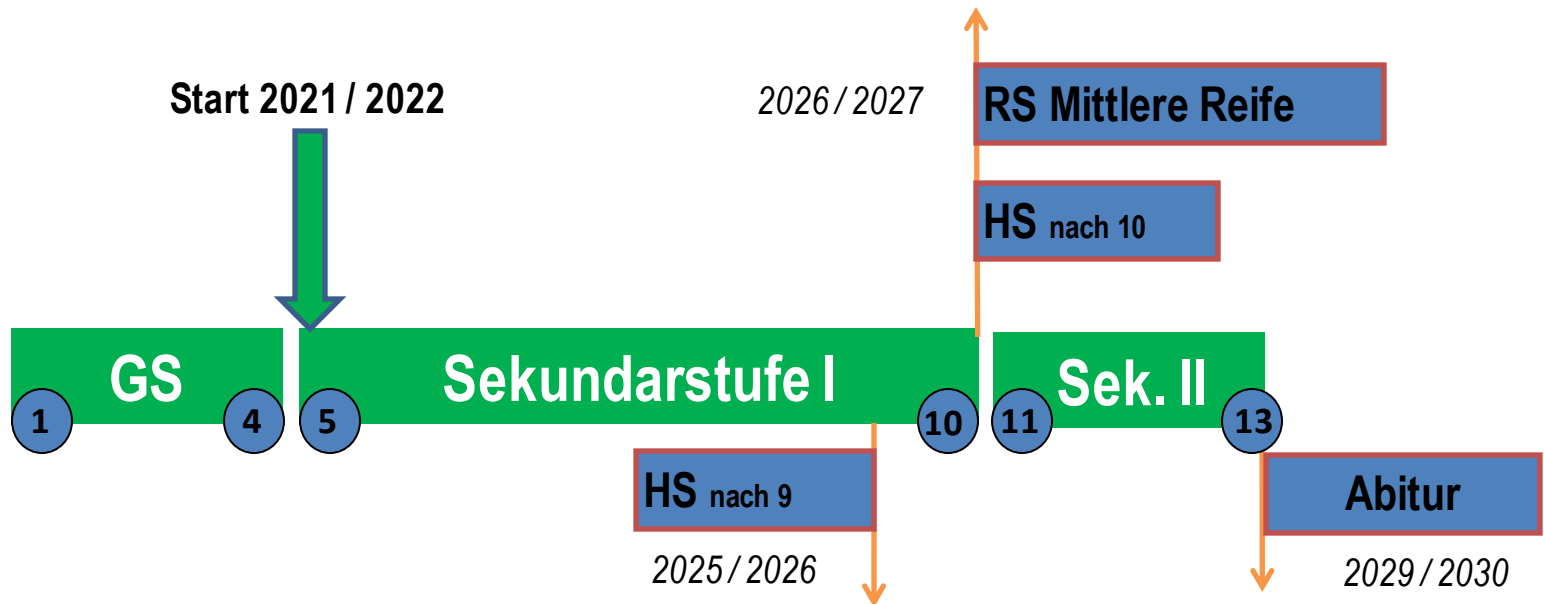 Start 2021 / 2022
2026 / 2027
RS Mittlere Reife
HS nach 10
GS
Sekundarstufe I
Sek. II
1
4
5
10
11
13
HS nach 9
Abitur
2025 / 2026
2029 / 2030